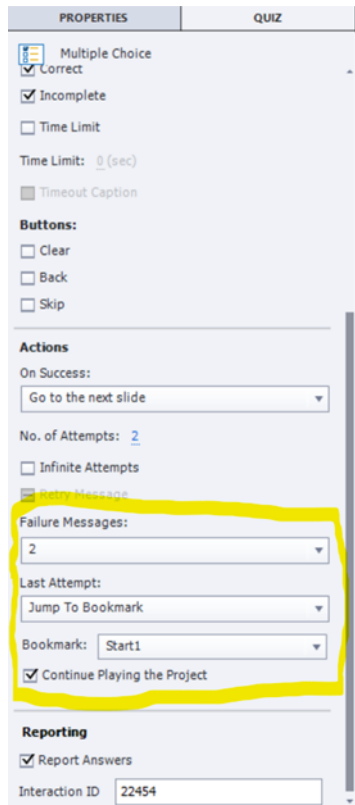 PROPERTIES QUIZ
Multiple Choice
Correct
Incomplete
Time Limit
Time Limit: 0 (sec)
Timeout Caption
Buttons:
Clear
Back
Skip
Actions
On Success:
Go to the next slide
No. of Attempts: 2
Infinite Attempts
Retry Message
Failure Messages:
2
Last Attempt:
Jump To Bookmark
Bookmark: Start1
Continue Playing the Project
Reporting
Report Answers
Interaction ID 22454